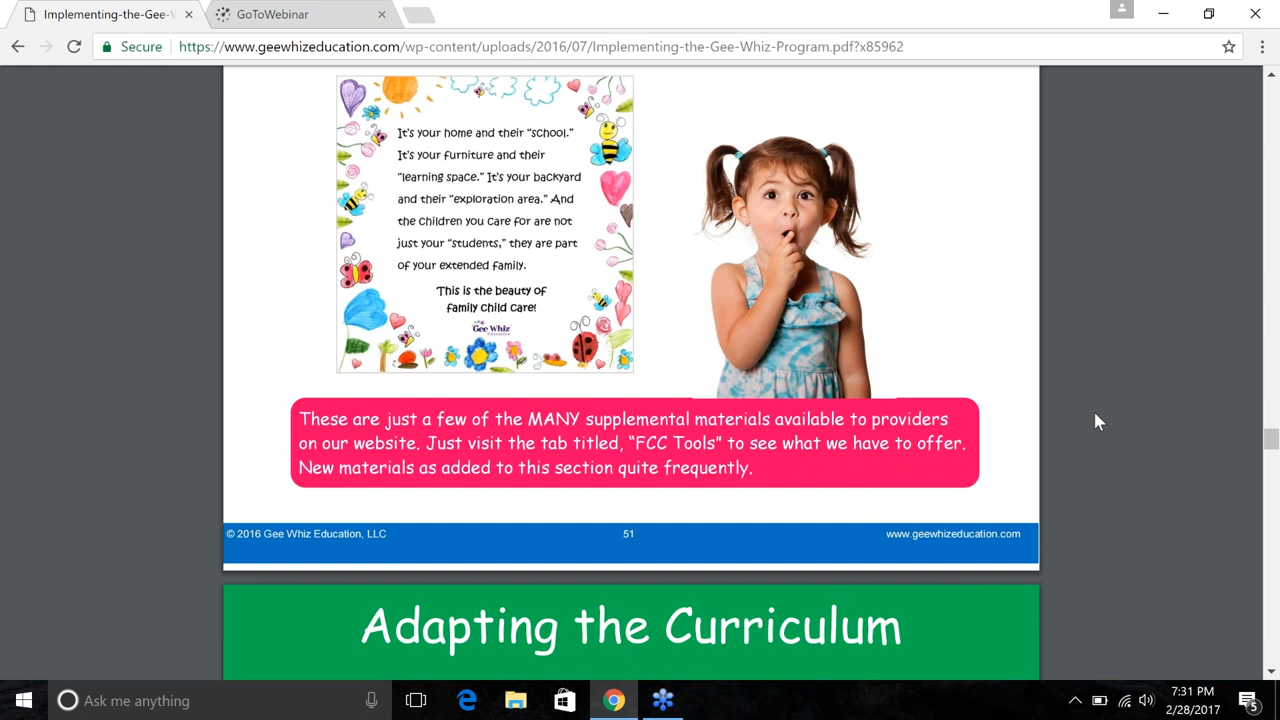 Implementing-the-Gee-W
GoToWebinar
Secure
https://www.geewhizeducation.com/wp-content/uploads/2016/07/Implementing-the-Gee-Whiz-Program.pdf?x85962
It's your home and their "school."
It's your furniture and their
"learning space." It's your backyard
and their "exploration area." And
the children you care for are not
just your "students," they are part
of your extended family.
This is the beauty of
family child care!
Gee Whiz
Education
These are just a few of the MANY supplemental materials available to providers
on our website. Just visit the tab titled, "FCC Tools" to see what we have to offer.
New materials as added to this section quite frequently.
© 2016 Gee Whiz Education, LLC
51
www.geewhizeducation.com
Adapting the Curriculum
Ask me anything
7:31 PM
2/28/2017
5